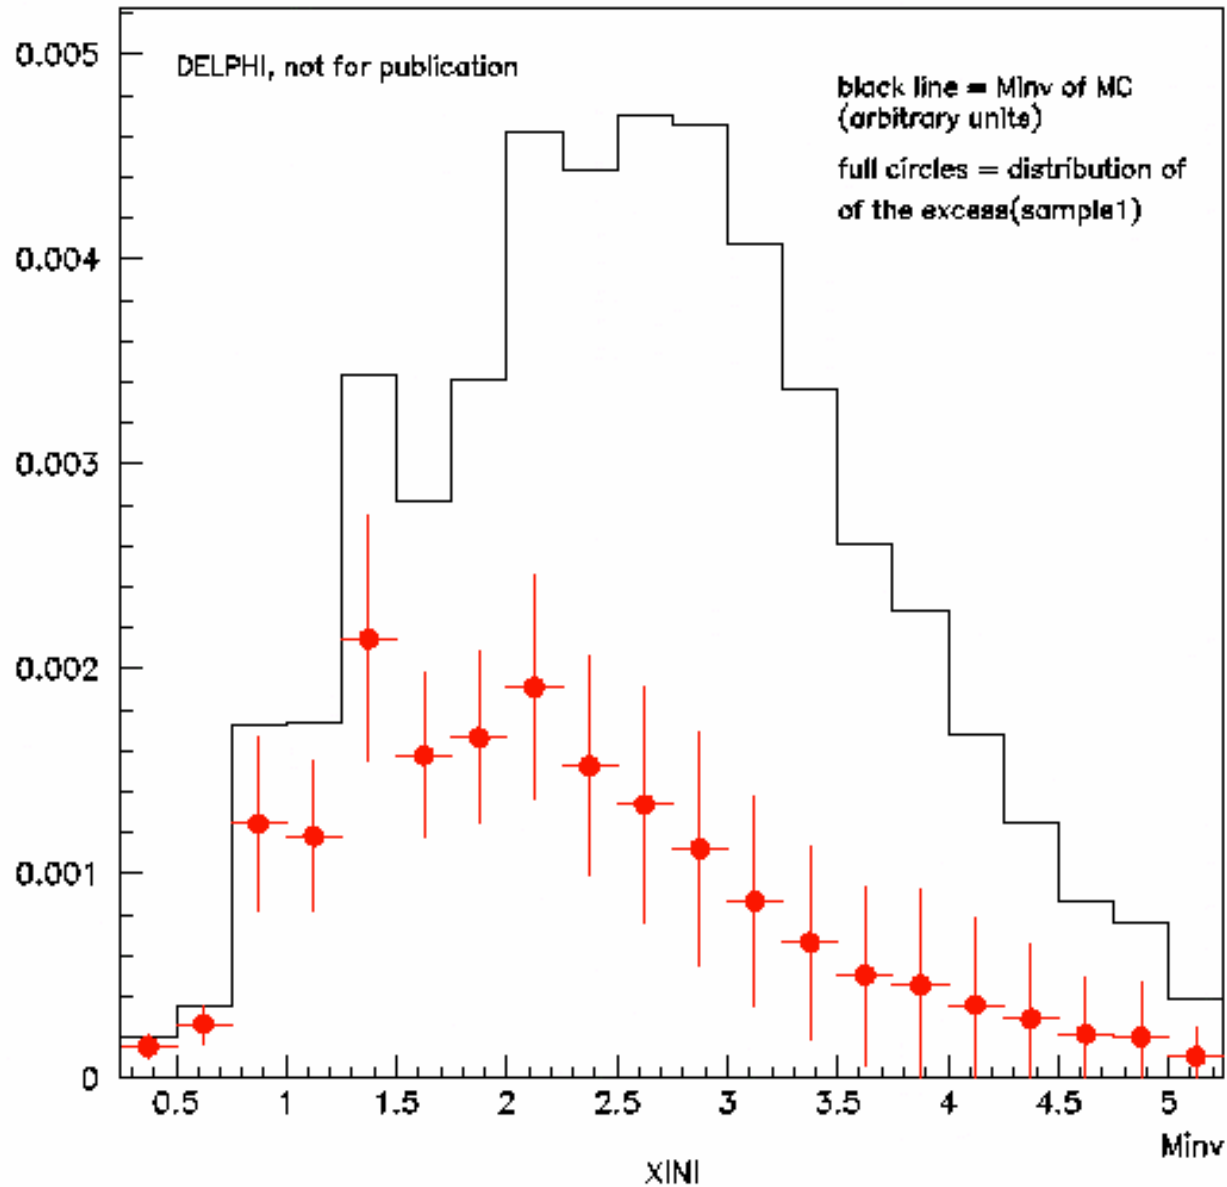 0.005
DELPHI, not for publication
black line = Minv of MC
(arbitrary units)
full circles = distribution of
of the excess(sample1)
0.004
0.003
0.002
0.001
0
0.5 1 1.5 2 2.5 3 3.5 4 4.5 5
Minv
XINI